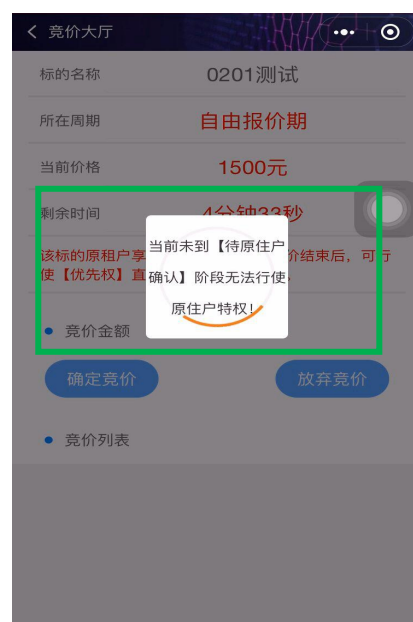 竞价大厅
标的名称 0201测试
所在周期 自由报价期
当前价格 1500元
剩余时间 4分钟33秒
该标的原租户享 价结束后，可行
使【优先权】直
当前未到【待原住户
确认】阶段无法行使
原住户特权！
竞价金额
确定竞价 放弃竞价
竞价列表